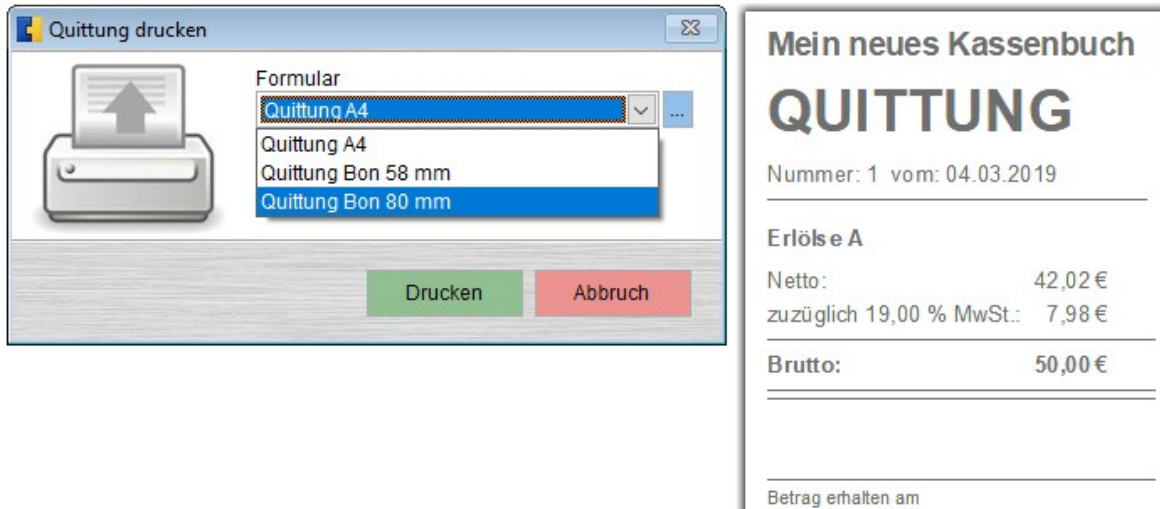 Quittung drucken
Formular
Quittung A4
...
Quittung A4
Quittung Bon 58 mm
Quittung Bon 80 mm
Drucken
Abbruch
Mein neues Kassenbuch
QUITTUNG
Nummer: 1 vom: 04.03.2019
Erlölse A
Netto: 42,02 €
zuzüglich 19,00 % MwSt.: 7,98 €
Brutto: 50,00 €
Betrag erhalten am